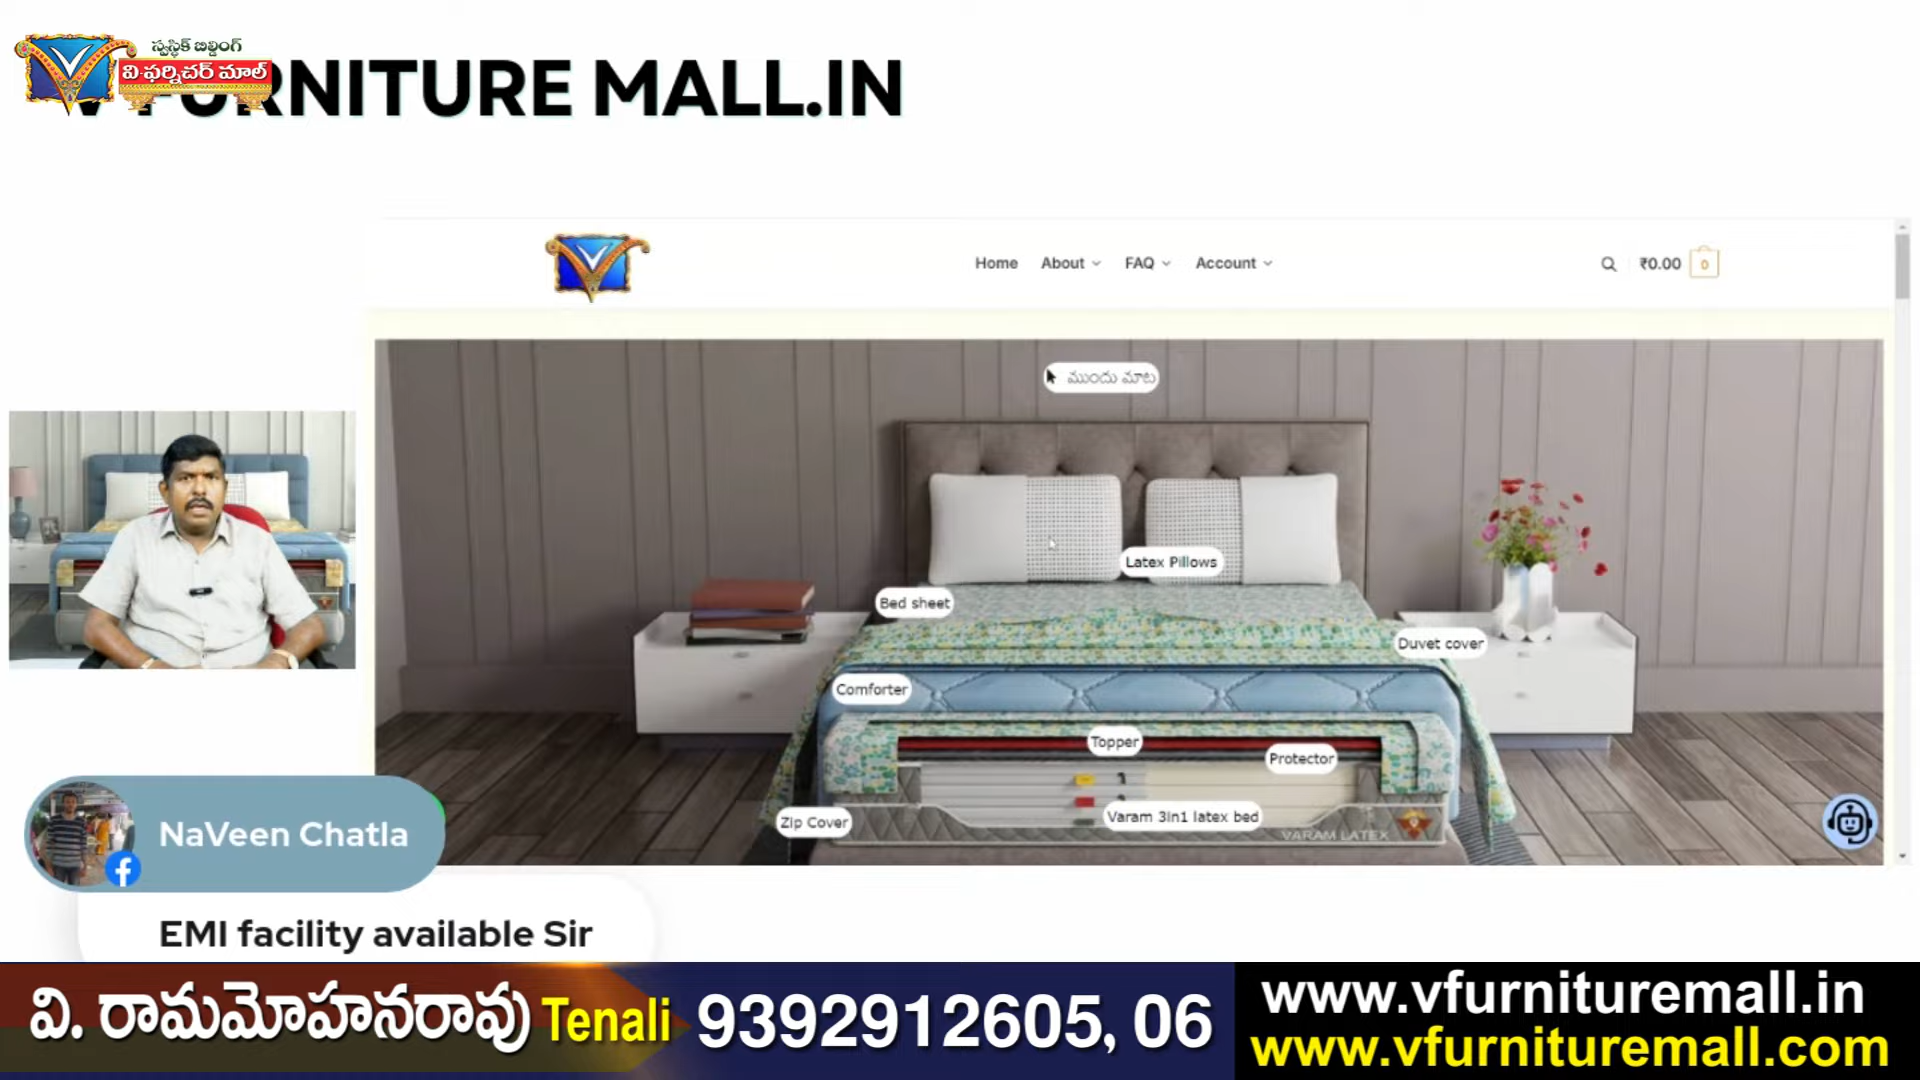 స్వస్తిక్ బిల్డింగ్
వి-ఫర్నిచర్ మాల్
V FURNITURE MALL.IN
Home About FAQ Account ₹0.00 0
ముందు మాట
Latex Pillows
Bed sheet
Duvet cover
Comforter
Topper
Protector
Varam 3in1 latex bed
Zip Cover
VARAM LATEX
NaVeen Chatla
EMI facility available Sir
వి. రామమోహనరావు Tenali 9392912605, 06
www.vfurnituremall.in
www.vfurnituremall.com